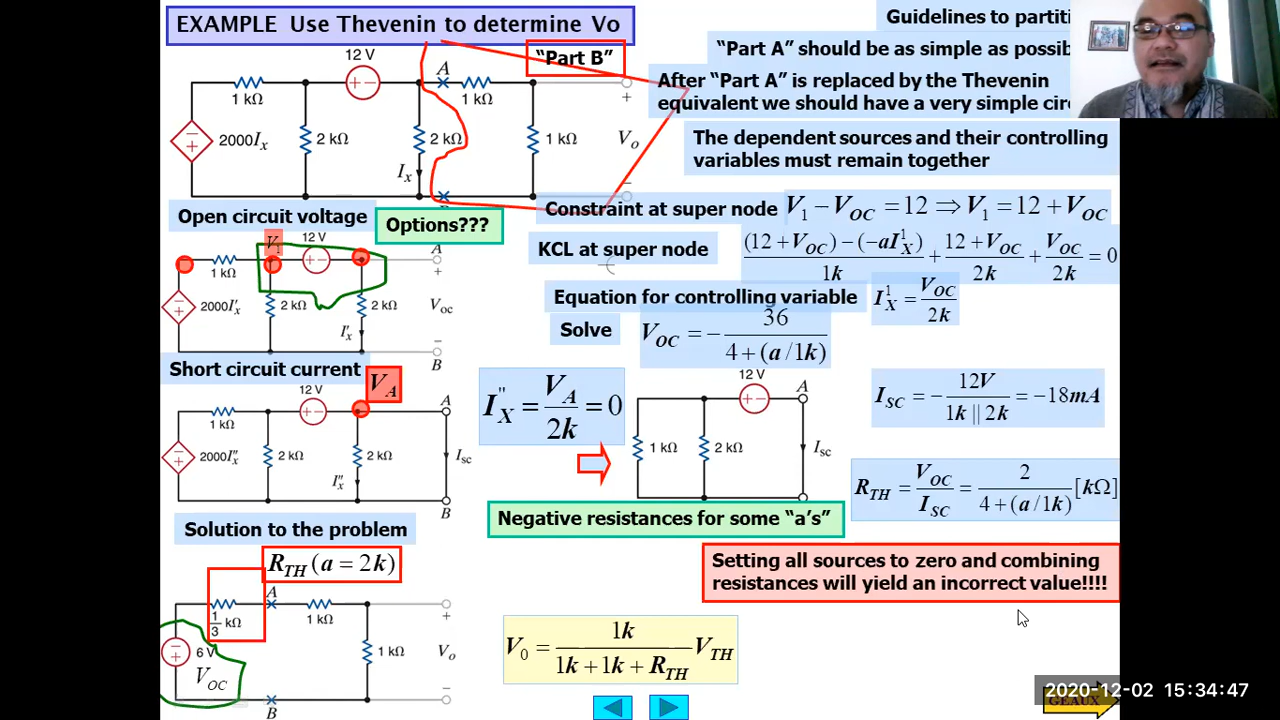 EXAMPLE Use Thevenin to determine Vo
Guidelines to partiti
"Part A" should be as simple as possib
After "Part A" is replaced by the Thevenin
equivalent we should have a very simple circ
The dependent sources and their controlling
variables must remain together
"Part B"
12 V
A
1 kΩ
1 kΩ
2000Ix
2 kΩ
2 kΩ
1 kΩ
+
Vo
−
Ix
Open circuit voltage
Options???
Constraint at super node
V1 − VOC = 12 ⇒ V1 = 12 + VOC
KCL at super node
(12 + VOC) − (−aI1X) / 1k + 12 + VOC / 2k + VOC / 2k = 0
Equation for controlling variable
I1X = VOC / 2k
Solve
VOC = − 36 / 4 + (a / 1k)
12 V
A
1 kΩ
+
2000I′x
2 kΩ
2 kΩ
Voc
I′x
−
B
Short circuit current
VA
12 V
A
1 kΩ
2000I″x
2 kΩ
2 kΩ
Isc
I″x
B
I"X = VA / 2k = 0
12 V
A
1 kΩ
2 kΩ
Isc
ISC = − 12V / 1k || 2k = −18mA
RTH = VOC / ISC = 2 / 4 + (a / 1k) [kΩ]
Negative resistances for some "a's"
Setting all sources to zero and combining
resistances will yield an incorrect value!!!!
Solution to the problem
RTH (a = 2k)
A
1/3 kΩ
1 kΩ
+
6 V
VOC
1 kΩ
Vo
−
B
V0 = 1k / 1k + 1k + RTH VTH
GEAUX
2020-12-02 15:34:47